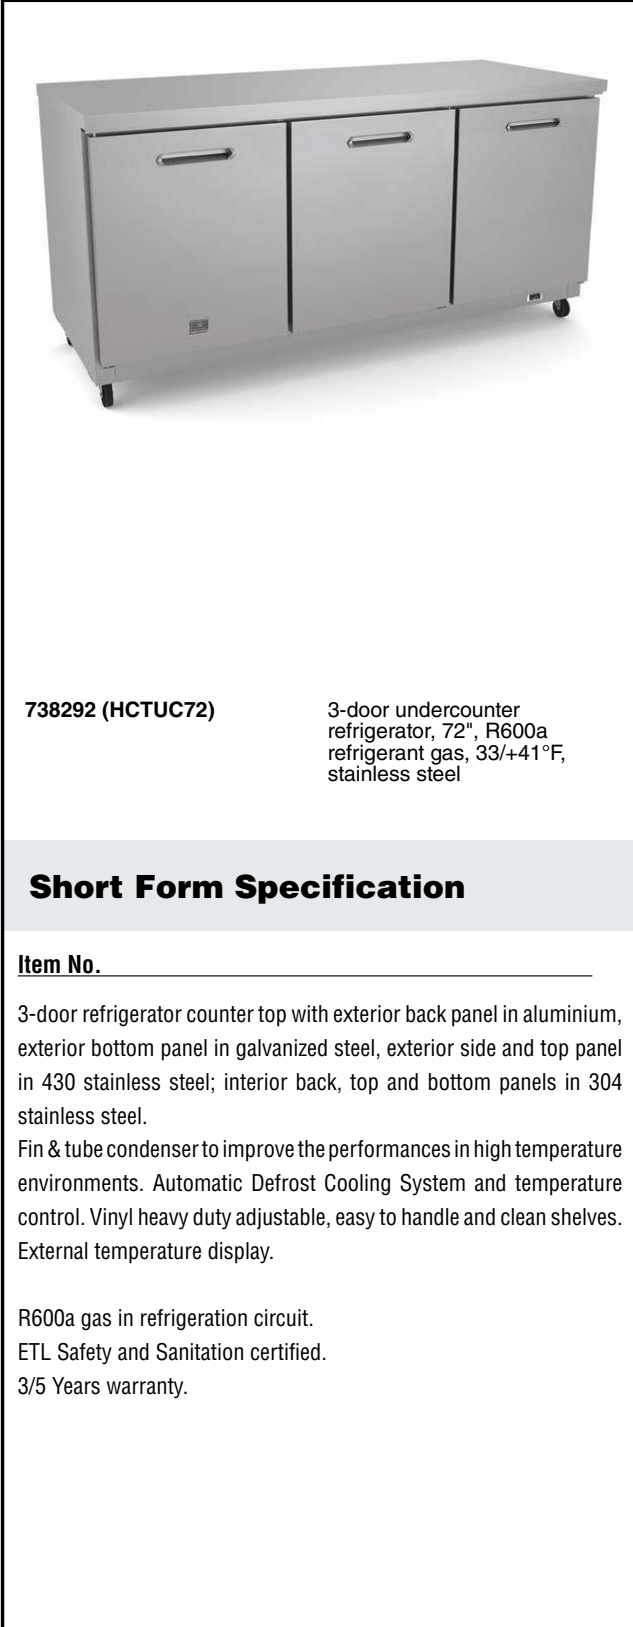 738292 (HCTUC72)
3-door undercounter
refrigerator, 72", R600a
refrigerant gas, 33/+41°F,
stainless steel
Short Form Specification
Item No.
3-door refrigerator counter top with exterior back panel in aluminium,
exterior bottom panel in galvanized steel, exterior side and top panel
in 430 stainless steel; interior back, top and bottom panels in 304
stainless steel.
Fin & tube condenser to improve the performances in high temperature
environments. Automatic Defrost Cooling System and temperature
control. Vinyl heavy duty adjustable, easy to handle and clean shelves.
External temperature display.
R600a gas in refrigeration circuit.
ETL Safety and Sanitation certified.
3/5 Years warranty.